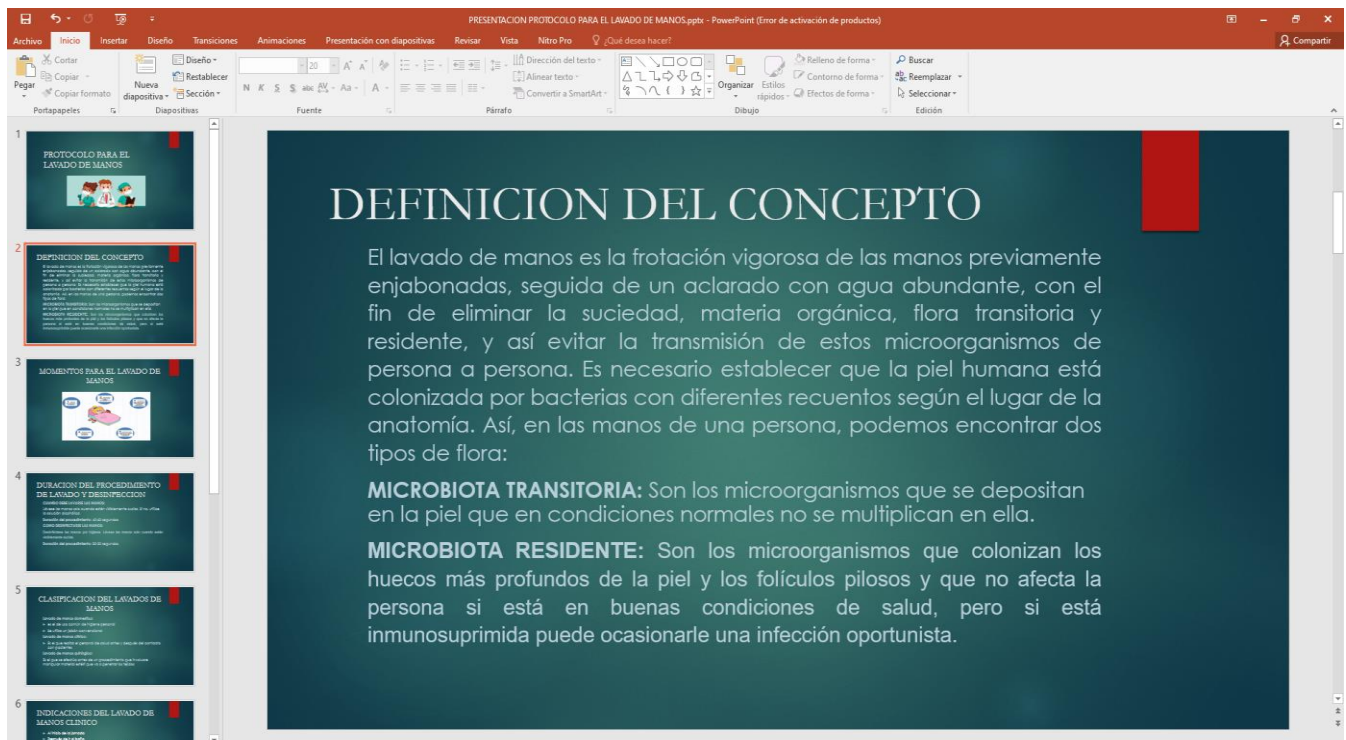 PRESENTACION PROTOCOLO PARA EL LAVADO DE MANOS.pptx - PowerPoint (Error de activación de productos)
Archivo Inicio Insertar Diseño Transiciones Animaciones Presentación con diapositivas Revisar Vista Nitro Pro ¿Qué desea hacer? Compartir
Pegar
Cortar
Copiar
Copiar formato
Portapapeles
Nueva diapositiva
Diseño
Restablecer
Sección
Diapositivas
20
N K S S abc AV Aa A
Fuente
Dirección del texto
Alinear texto
Convertir a SmartArt
Párrafo
Organizar
Estilos rápidos
Relleno de forma
Contorno de forma
Efectos de forma
Dibujo
Buscar
Reemplazar
Seleccionar
Edición
1
PROTOCOLO PARA EL
LAVADO DE MANOS
2
DEFINICION DEL CONCEPTO
3
MOMENTOS PARA EL LAVADO DE
MANOS
4
DURACION DEL PROCEDIMIENTO
DE LAVADO Y DESINFECCION
5
CLASIFICACION DEL LAVADOS DE
MANOS
6
INDICACIONES DEL LAVADO DE
MANOS CLINICO
DEFINICION DEL CONCEPTO
El lavado de manos es la frotación vigorosa de las manos previamente
enjabonadas, seguida de un aclarado con agua abundante, con el
fin de eliminar la suciedad, materia orgánica, flora transitoria y
residente, y así evitar la transmisión de estos microorganismos de
persona a persona. Es necesario establecer que la piel humana está
colonizada por bacterias con diferentes recuentos según el lugar de la
anatomía. Así, en las manos de una persona, podemos encontrar dos
tipos de flora:
MICROBIOTA TRANSITORIA: Son los microorganismos que se depositan
en la piel que en condiciones normales no se multiplican en ella.
MICROBIOTA RESIDENTE: Son los microorganismos que colonizan los
huecos más profundos de la piel y los folículos pilosos y que no afecta la
persona si está en buenas condiciones de salud, pero si está
inmunosuprimida puede ocasionarle una infección oportunista.